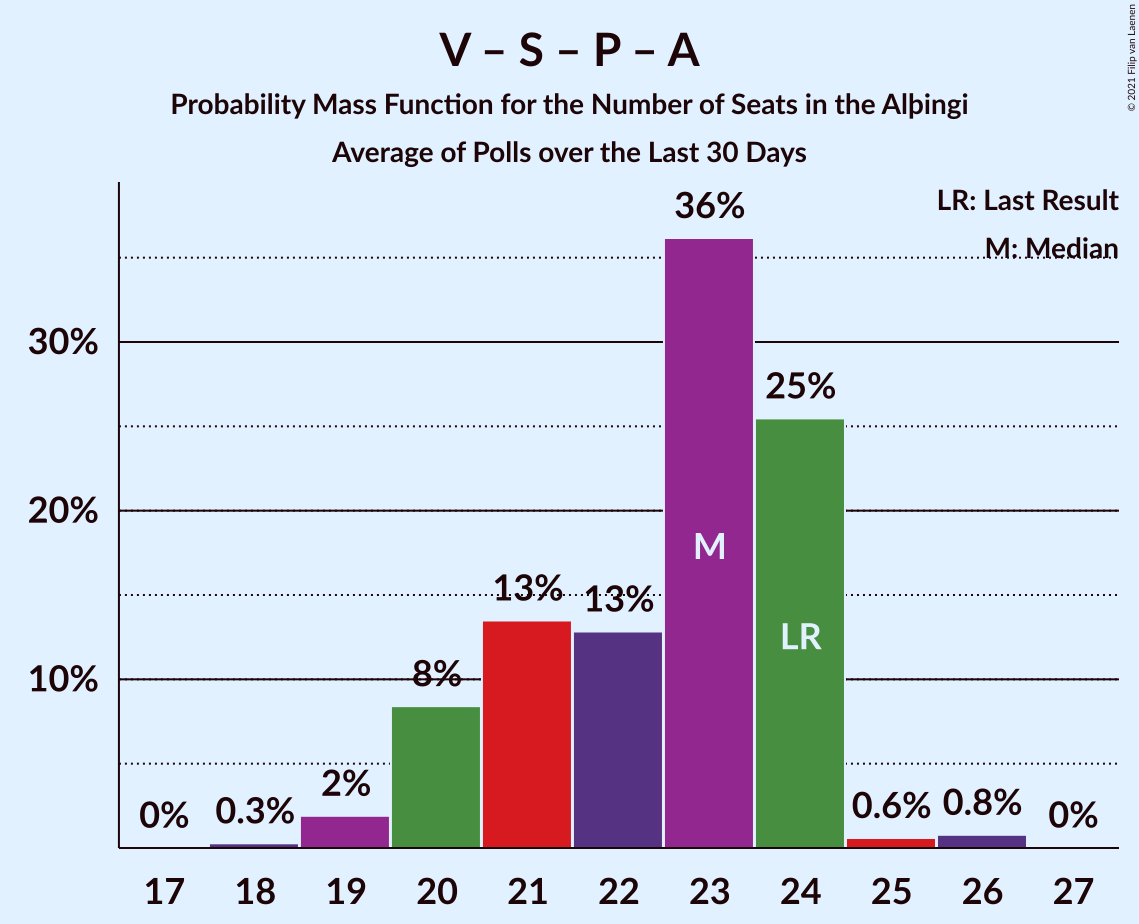 V – S – P – A
Probability Mass Function for the Number of Seats in the Alþingi
Average of Polls over the Last 30 Days
© 2021 Filip van Laenen
LR: Last Result
M: Median
36%
30%
25%
20%
M
13%
13%
LR
10%
8%
2%
0%
0.3%
0.6%
0.8%
0%
17 18 19 20 21 22 23 24 25 26 27